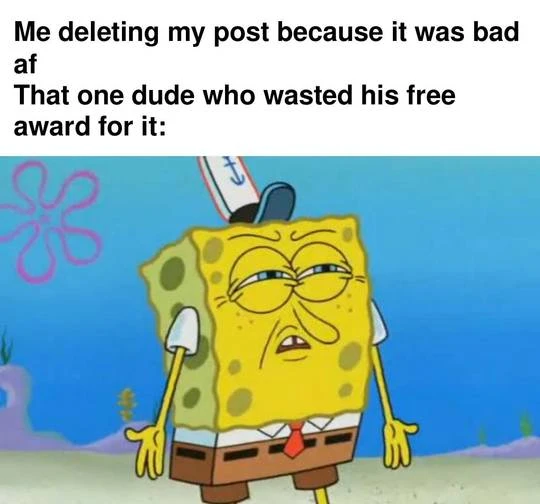 Me deleting my post because it was bad
af
That one dude who wasted his free
award for it: